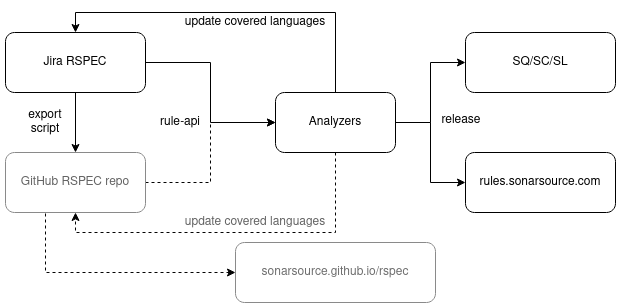 update covered languages
Jira RSPEC
SQ/SC/SL
export
script
rule-api
Analyzers
release
GitHub RSPEC repo
rules.sonarsource.com
update covered languages
sonarsource.github.io/rspec